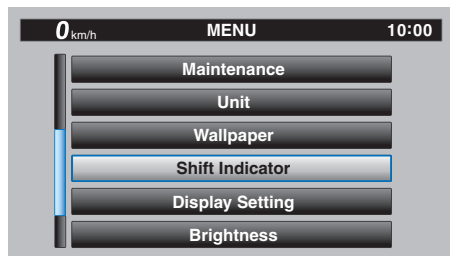 0 km/h MENU 10:00
Maintenance
Unit
Wallpaper
Shift Indicator
Display Setting
Brightness